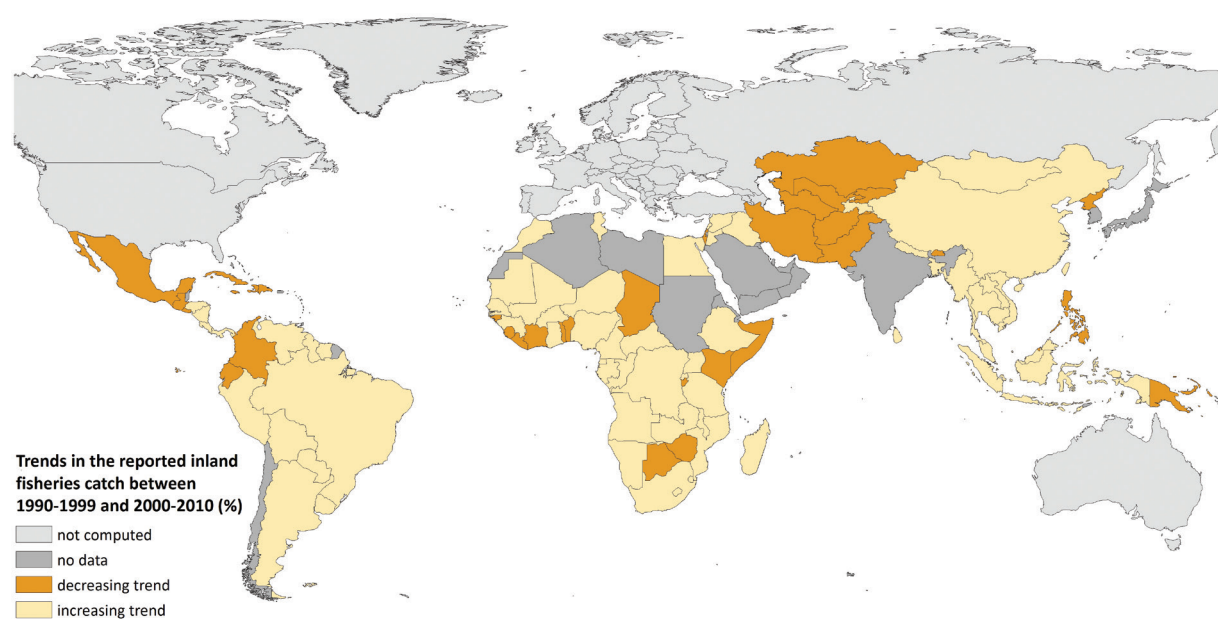 Trends in the reported inland
fisheries catch between
1990-1999 and 2000-2010 (%)
not computed
no data
decreasing trend
increasing trend